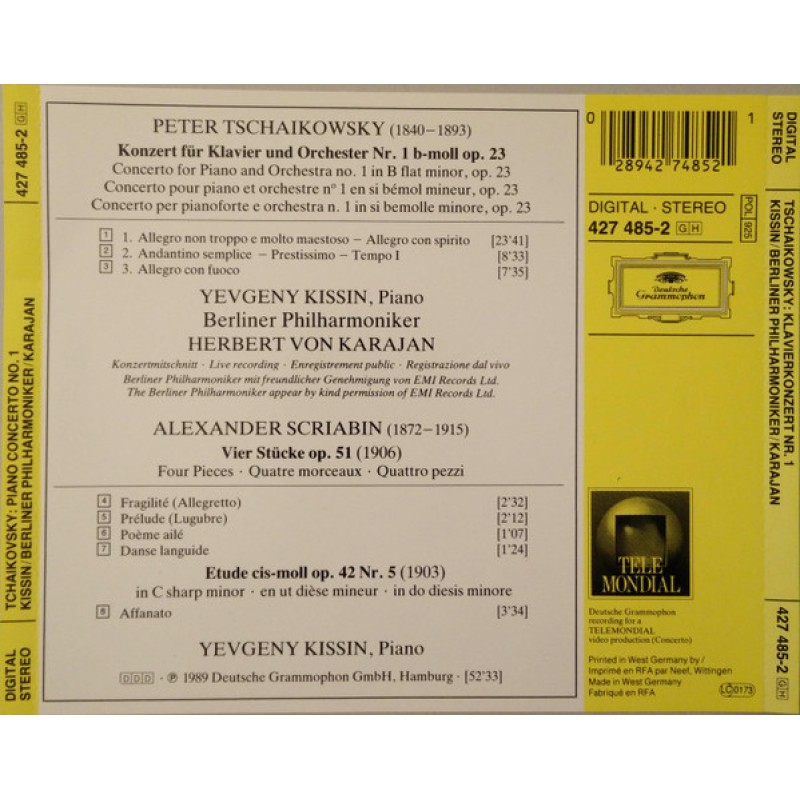 427 485-2 GH
TCHAIKOVSKY: PIANO CONCERTO NO. 1
KISSIN/BERLINER PHILHARMONIKER/KARAJAN
DIGITAL
STEREO
PETER TSCHAIKOWSKY (1840–1893)
Konzert für Klavier und Orchester Nr. 1 b-moll op. 23
Concerto for Piano and Orchestra no. 1 in B flat minor, op. 23
Concerto pour piano et orchestre nº 1 en si bémol mineur, op. 23
Concerto per pianoforte e orchestra n. 1 in si bemolle minore, op. 23
1 1. Allegro non troppo e molto maestoso – Allegro con spirito [23'41]
2 2. Andantino semplice – Prestissimo – Tempo I [8'33]
3 3. Allegro con fuoco [7'35]
YEVGENY KISSIN, Piano
Berliner Philharmoniker
HERBERT VON KARAJAN
Konzertmitschnitt · Live recording · Enregistrement public · Registrazione dal vivo
Berliner Philharmoniker mit freundlicher Genehmigung von EMI Records Ltd.
The Berliner Philharmoniker appear by kind permission of EMI Records Ltd.
ALEXANDER SCRIABIN (1872–1915)
Vier Stücke op. 51 (1906)
Four Pieces · Quatre morceaux · Quattro pezzi
4 Fragilité (Allegretto) [2'32]
5 Prélude (Lugubre) [2'12]
6 Poème ailé [1'07]
7 Danse languide [1'24]
Etude cis-moll op. 42 Nr. 5 (1903)
in C sharp minor · en ut dièse mineur · in do diesis minore
8 Affanato [3'34]
YEVGENY KISSIN, Piano
DDD · ℗ 1989 Deutsche Grammophon GmbH, Hamburg · [52'33]
0 28942 74852 1
DIGITAL · STEREO
427 485-2 GH
POL 925
Deutsche
Grammophon
TELE
MONDIAL
Deutsche Grammophon
recording for a
TELEMONDIAL
video production (Concerto)
Printed in West Germany by /
Imprimé en RFA par Neef, Wittingen
Made in West Germany
Fabriqué en RFA
LC 0173
DIGITAL
STEREO
TSCHAIKOWSKY: KLAVIERKONZERT NR. 1
KISSIN/BERLINER PHILHARMONIKER/KARAJAN
427 485-2 GH